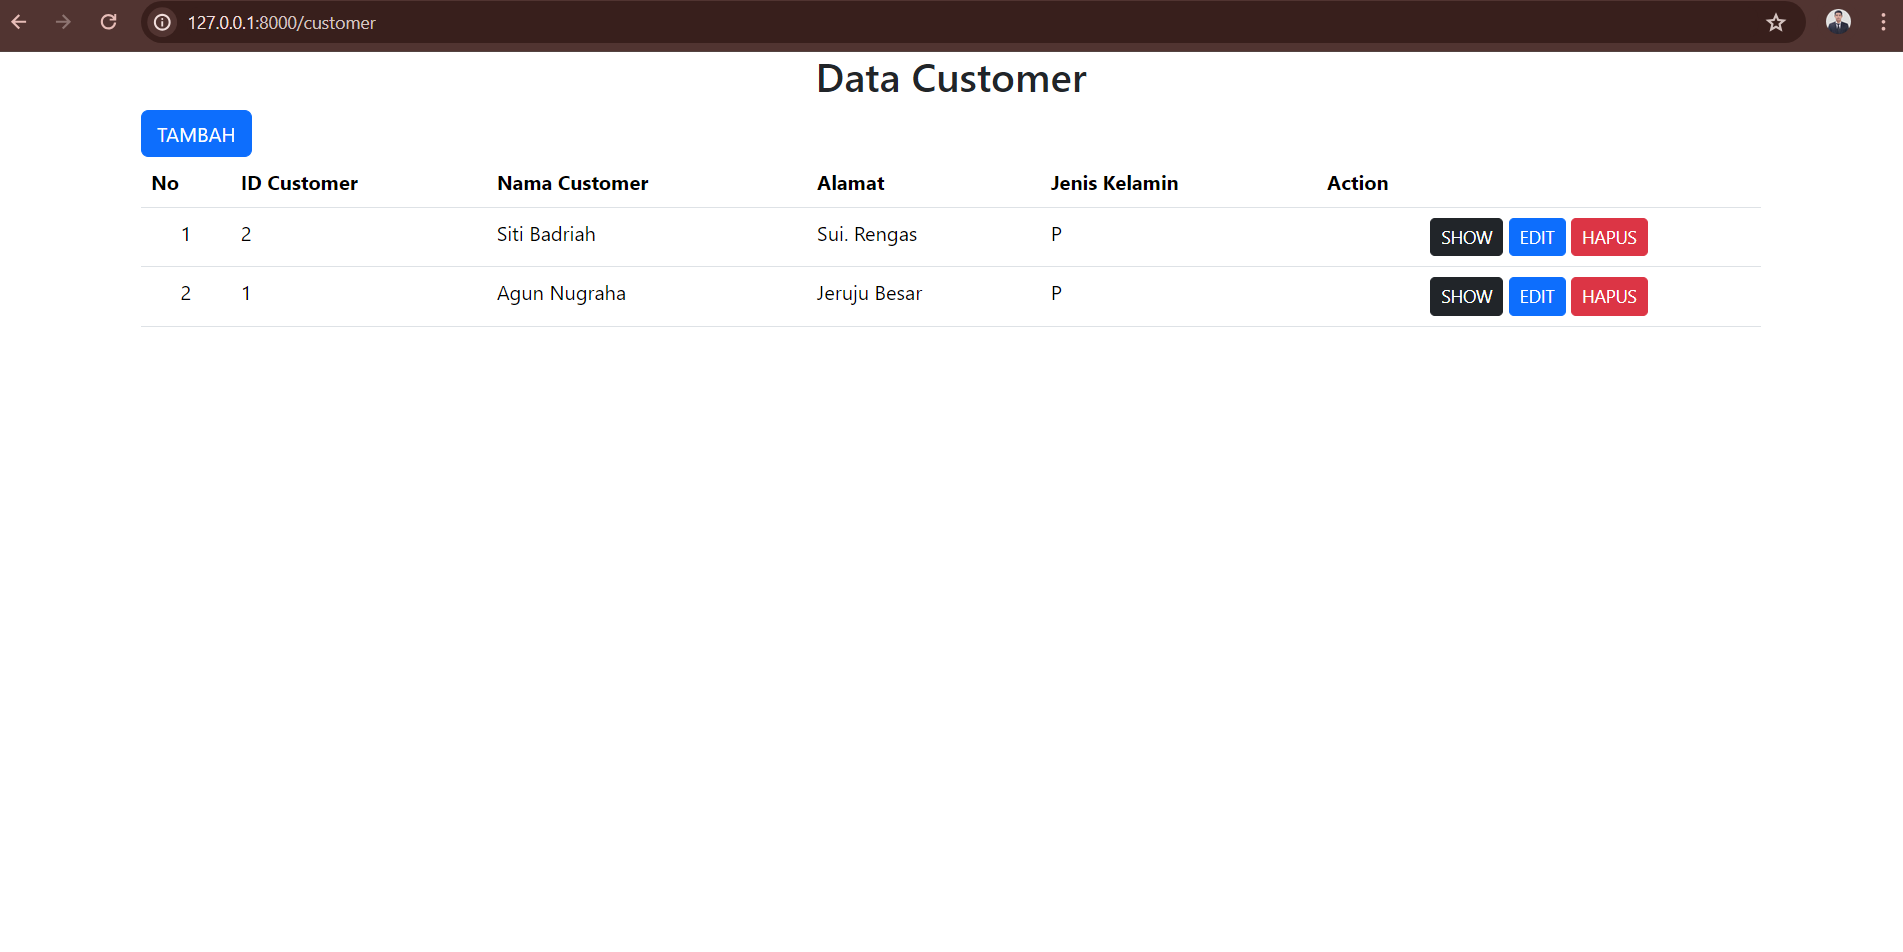 127.0.0.1:8000/customer
Data Customer
TAMBAH
No ID Customer Nama Customer Alamat Jenis Kelamin Action
1 2 Siti Badriah Sui. Rengas P SHOW EDIT HAPUS
2 1 Agun Nugraha Jeruju Besar P SHOW EDIT HAPUS